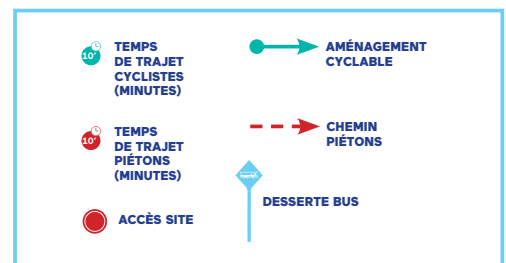 10'
TEMPS
DE TRAJET
CYCLISTES
(MINUTES)
AMÉNAGEMENT
CYCLABLE
10'
TEMPS
DE TRAJET
PIÉTONS
(MINUTES)
CHEMIN
PIÉTONS
DESSERTE BUS
ACCÈS SITE